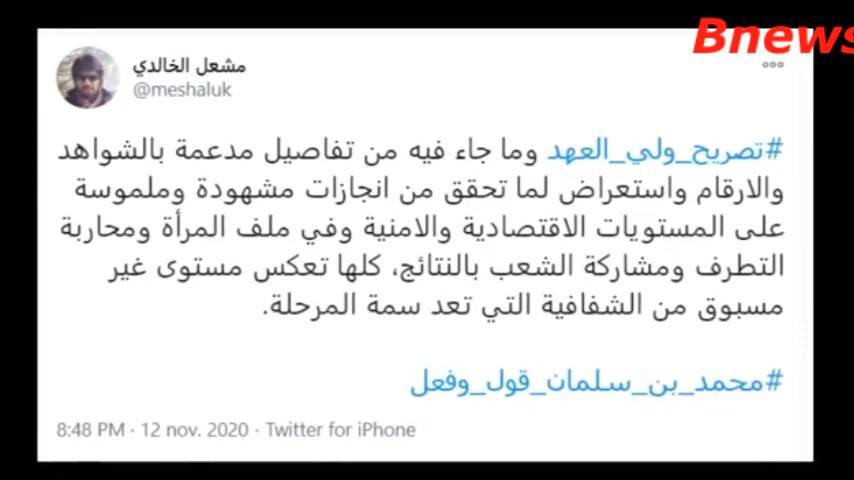 Bnews
مشعل الخالدي
@meshaluk
#تصريح_ولي_العهد وما جاء فيه من تفاصيل مدعمة بالشواهد
والارقام واستعراض لما تحقق من انجازات مشهودة وملموسة
على المستويات الاقتصادية والامنية وفي ملف المرأة ومحاربة
التطرف ومشاركة الشعب بالنتائج، كلها تعكس مستوى غير
مسبوق من الشفافية التي تعد سمة المرحلة.
#محمد_بن_سلمان_قول_وفعل
8:48 PM · 12 nov. 2020 · Twitter for iPhone